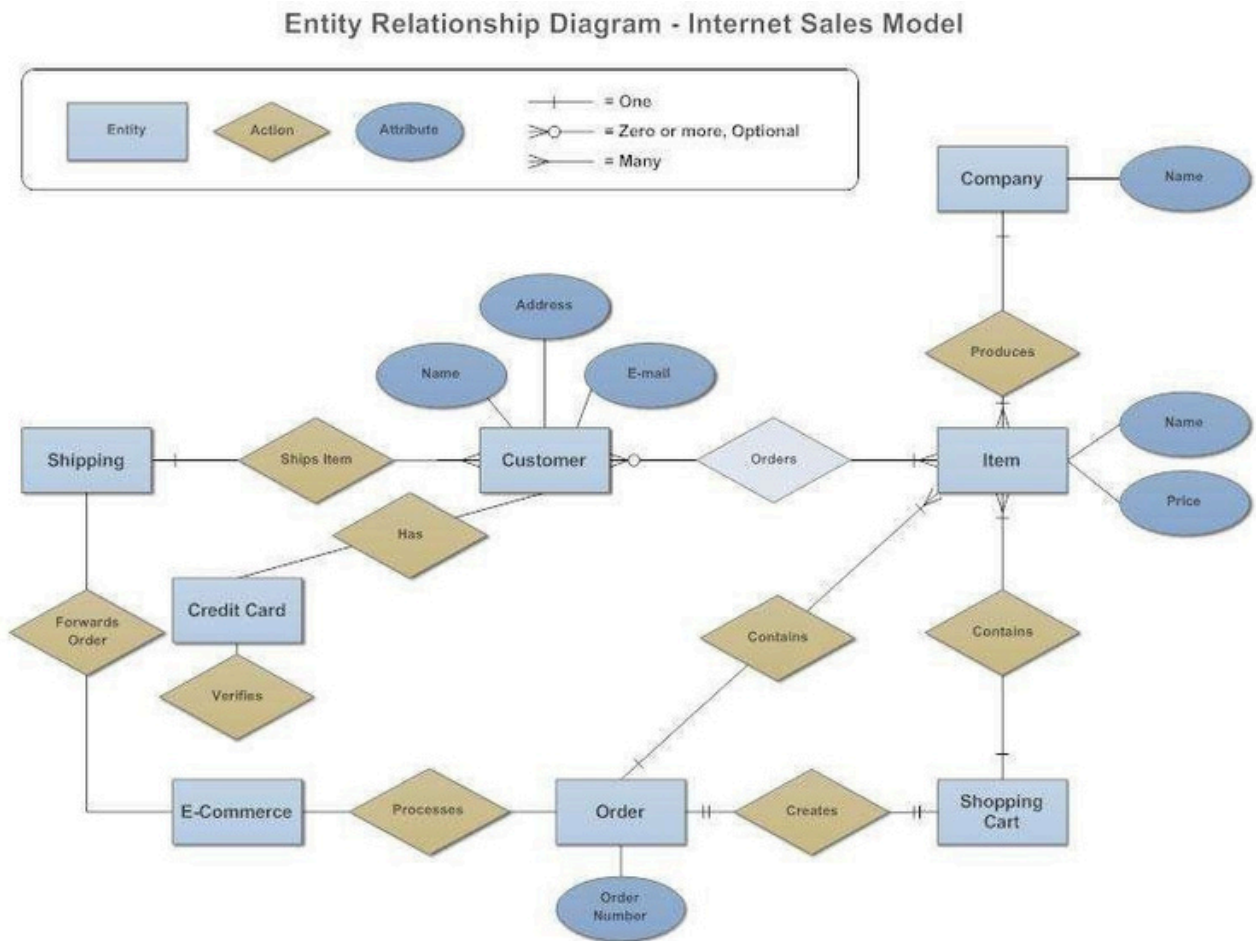 Entity Relationship Diagram - Internet Sales Model
Entity
Action
Attribute
= One
= Zero or more, Optional
= Many
Company
Name
Address
Produces
Name
E-mail
Name
Shipping
Ships Item
Customer
Orders
Item
Price
Has
Credit Card
Forwards
Order
Contains
Contains
Verifies
E-Commerce
Processes
Order
Creates
Shopping
Cart
Order
Number